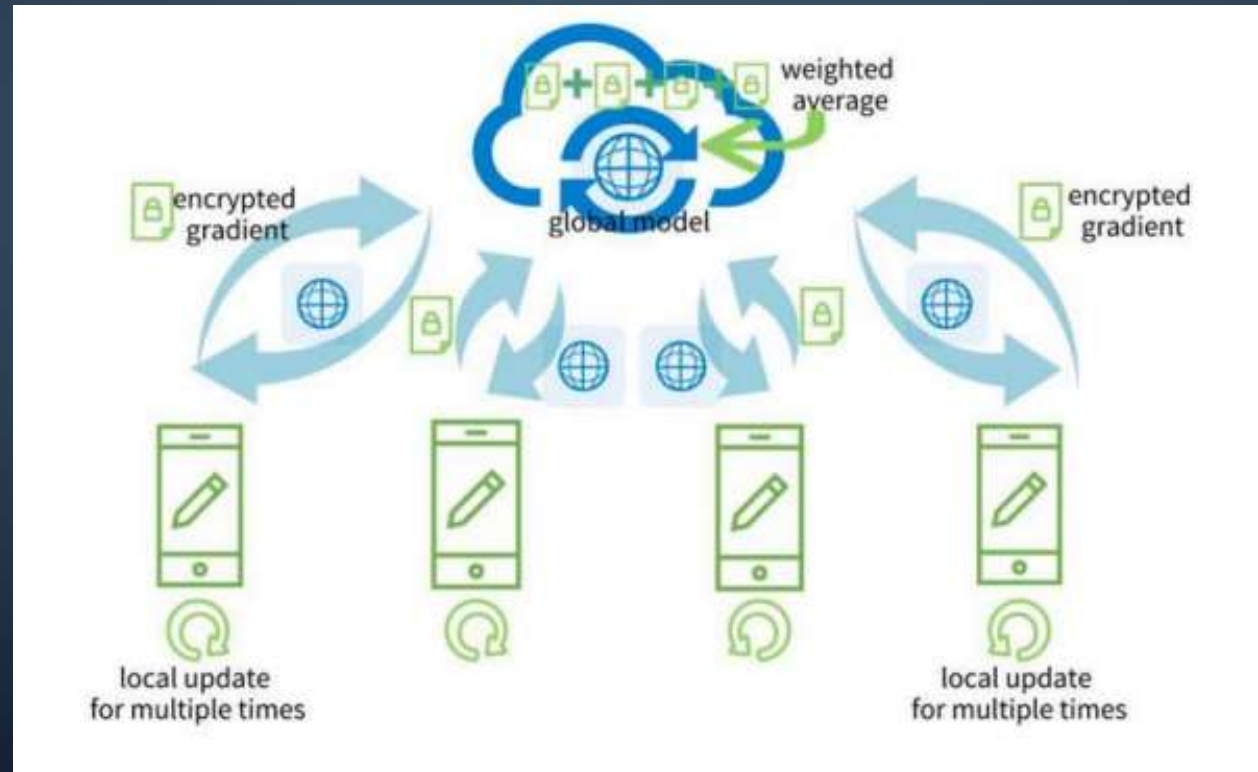 weighted
average
encrypted
gradient
global model
encrypted
gradient
local update
for multiple times
local update
for multiple times